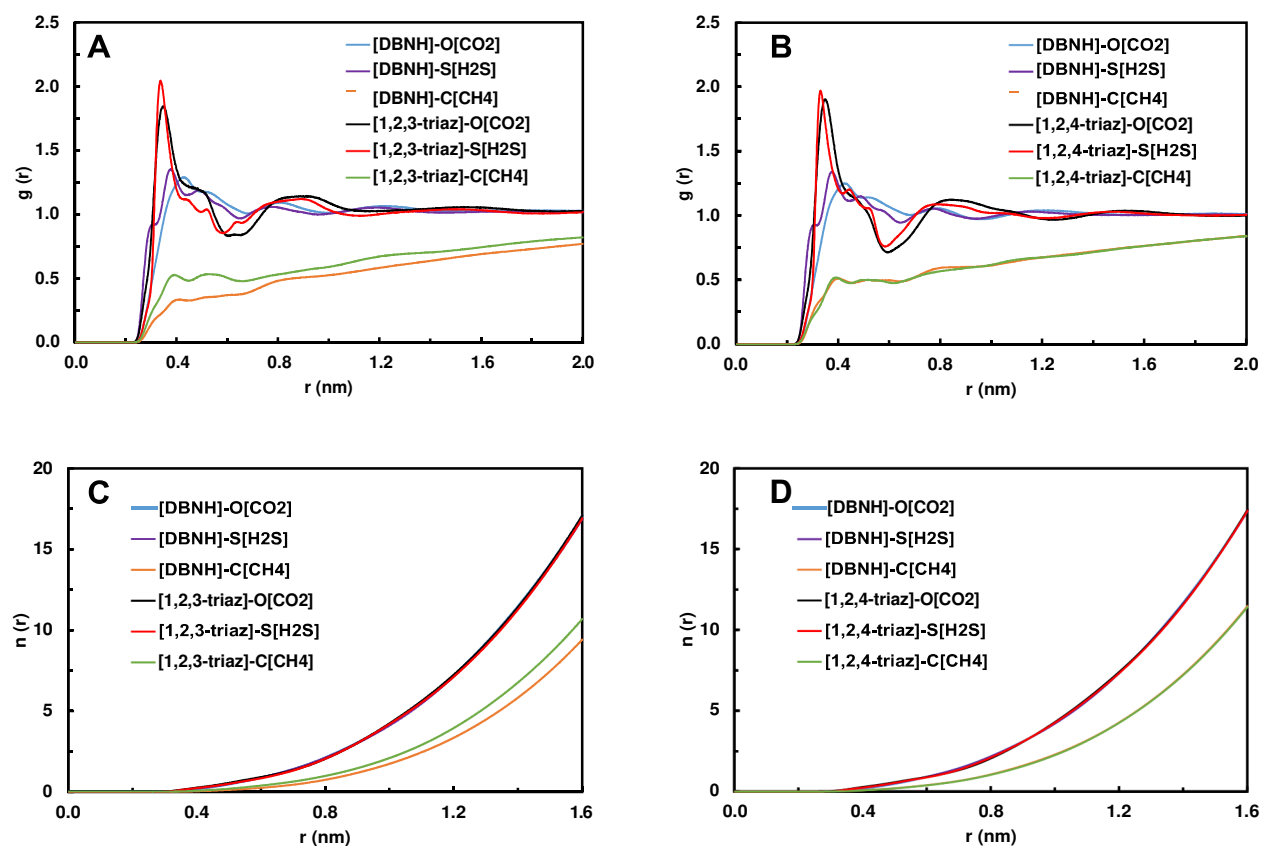 A
[DBNH]-O[CO2]
[DBNH]-S[H2S]
[DBNH]-C[CH4]
[1,2,3-triaz]-O[CO2]
[1,2,3-triaz]-S[H2S]
[1,2,3-triaz]-C[CH4]
g (r)
2.5
2.0
1.5
1.0
0.5
0.0
0.0 0.4 0.8 1.2 1.6 2.0
r (nm)
B
[DBNH]-O[CO2]
[DBNH]-S[H2S]
[DBNH]-C[CH4]
[1,2,4-triaz]-O[CO2]
[1,2,4-triaz]-S[H2S]
[1,2,4-triaz]-C[CH4]
g (r)
2.5
2.0
1.5
1.0
0.5
0.0
0.0 0.4 0.8 1.2 1.6 2.0
r (nm)
C
[DBNH]-O[CO2]
[DBNH]-S[H2S]
[DBNH]-C[CH4]
[1,2,3-triaz]-O[CO2]
[1,2,3-triaz]-S[H2S]
[1,2,3-triaz]-C[CH4]
n (r)
20
15
10
5
0
0.0 0.4 0.8 1.2 1.6
r (nm)
D
[DBNH]-O[CO2]
[DBNH]-S[H2S]
[DBNH]-C[CH4]
[1,2,4-triaz]-O[CO2]
[1,2,4-triaz]-S[H2S]
[1,2,4-triaz]-C[CH4]
n (r)
20
15
10
5
0
0.0 0.4 0.8 1.2 1.6
r (nm)